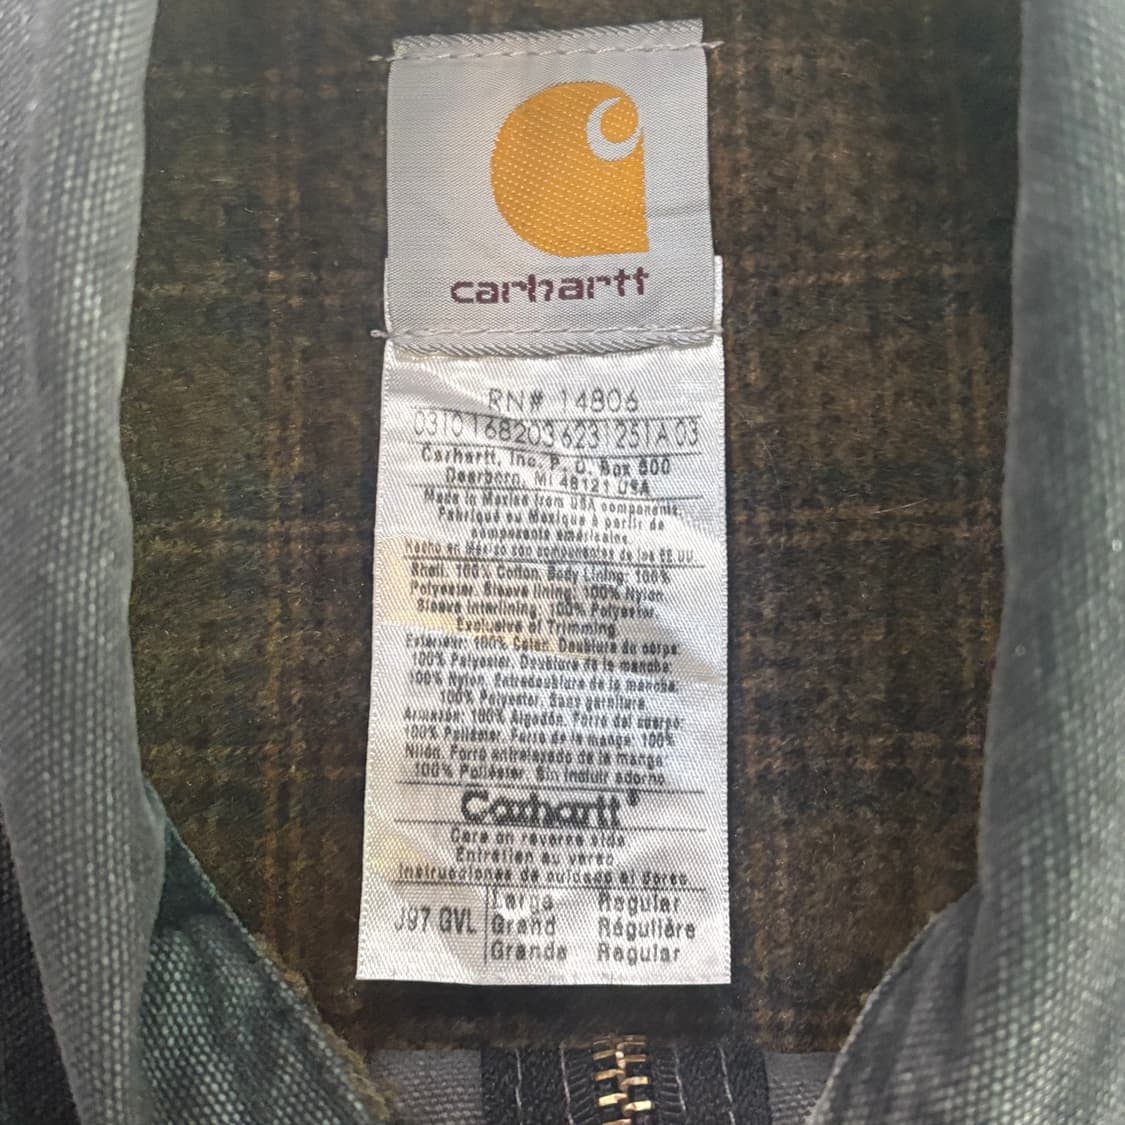 carhartt
RN# 14806
0310168203 6231251A 03
Carhartt, Inc. P. O. Box 600
Dearborn, MI 48121 USA
Made in Mexico from USA components.
Fabriqué au Mexique à partir de
composants américains.
Hecho en México con componentes de los EE.UU.
Shell: 100% Cotton. Body Lining: 100%
Polyester. Sleeve lining: 100% Nylon.
Sleeve Interlining: 100% Polyester.
Exclusive of Trimming
Extérieur: 100% Coton. Doublure du corps:
100% Polyester. Doublure de la manche:
100% Nylon. Entredoublure de la manche:
100% Polyester. Sans garniture.
Armazón: 100% Algodón. Forro del cuerpo:
100% Poliéster. Forro de la manga: 100%
Nilón. Forro entrelazado de la manga
100% Poliéster. Sin incluir adorno.
Carhartt®
Care on reverse side
Entretien au verso
Instrucciones de cuidado al dorso
J97 GVL
Large Regular
Grand Régulière
Grande Regular